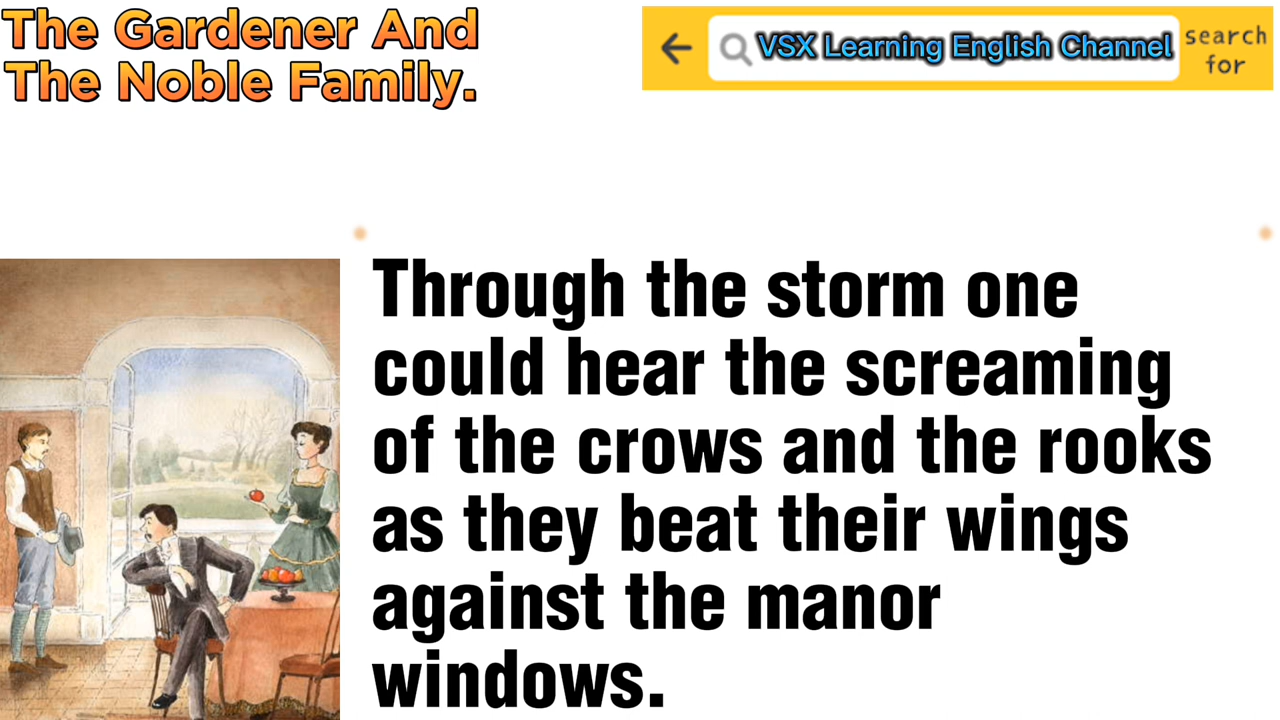 The Gardener And
The Noble Family.
VSX Learning English Channel
search
for
Through the storm one
could hear the screaming
of the crows and the rooks
as they beat their wings
against the manor
windows.